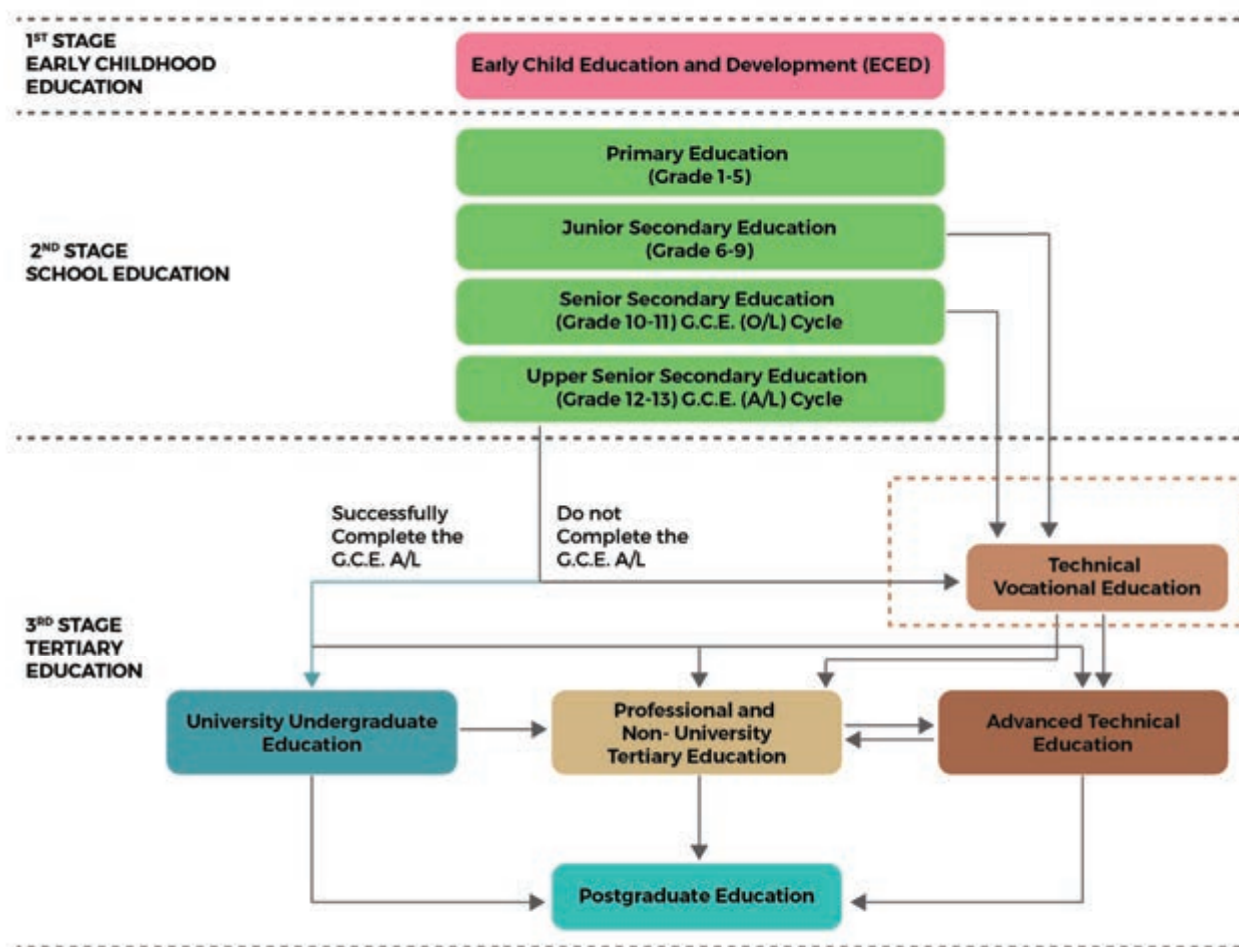 1ST STAGE
EARLY CHILDHOOD
EDUCATION
Early Child Education and Development (ECED)
2ND STAGE
SCHOOL EDUCATION
Primary Education
(Grade 1-5)
Junior Secondary Education
(Grade 6-9)
Senior Secondary Education
(Grade 10-11) G.C.E. (O/L) Cycle
Upper Senior Secondary Education
(Grade 12-13) G.C.E. (A/L) Cycle
3RD STAGE
TERTIARY
EDUCATION
Successfully
Complete the
G.C.E. A/L
Do not
Complete the
G.C.E. A/L
Technical
Vocational Education
University Undergraduate
Education
Professional and
Non- University
Tertiary Education
Advanced Technical
Education
Postgraduate Education